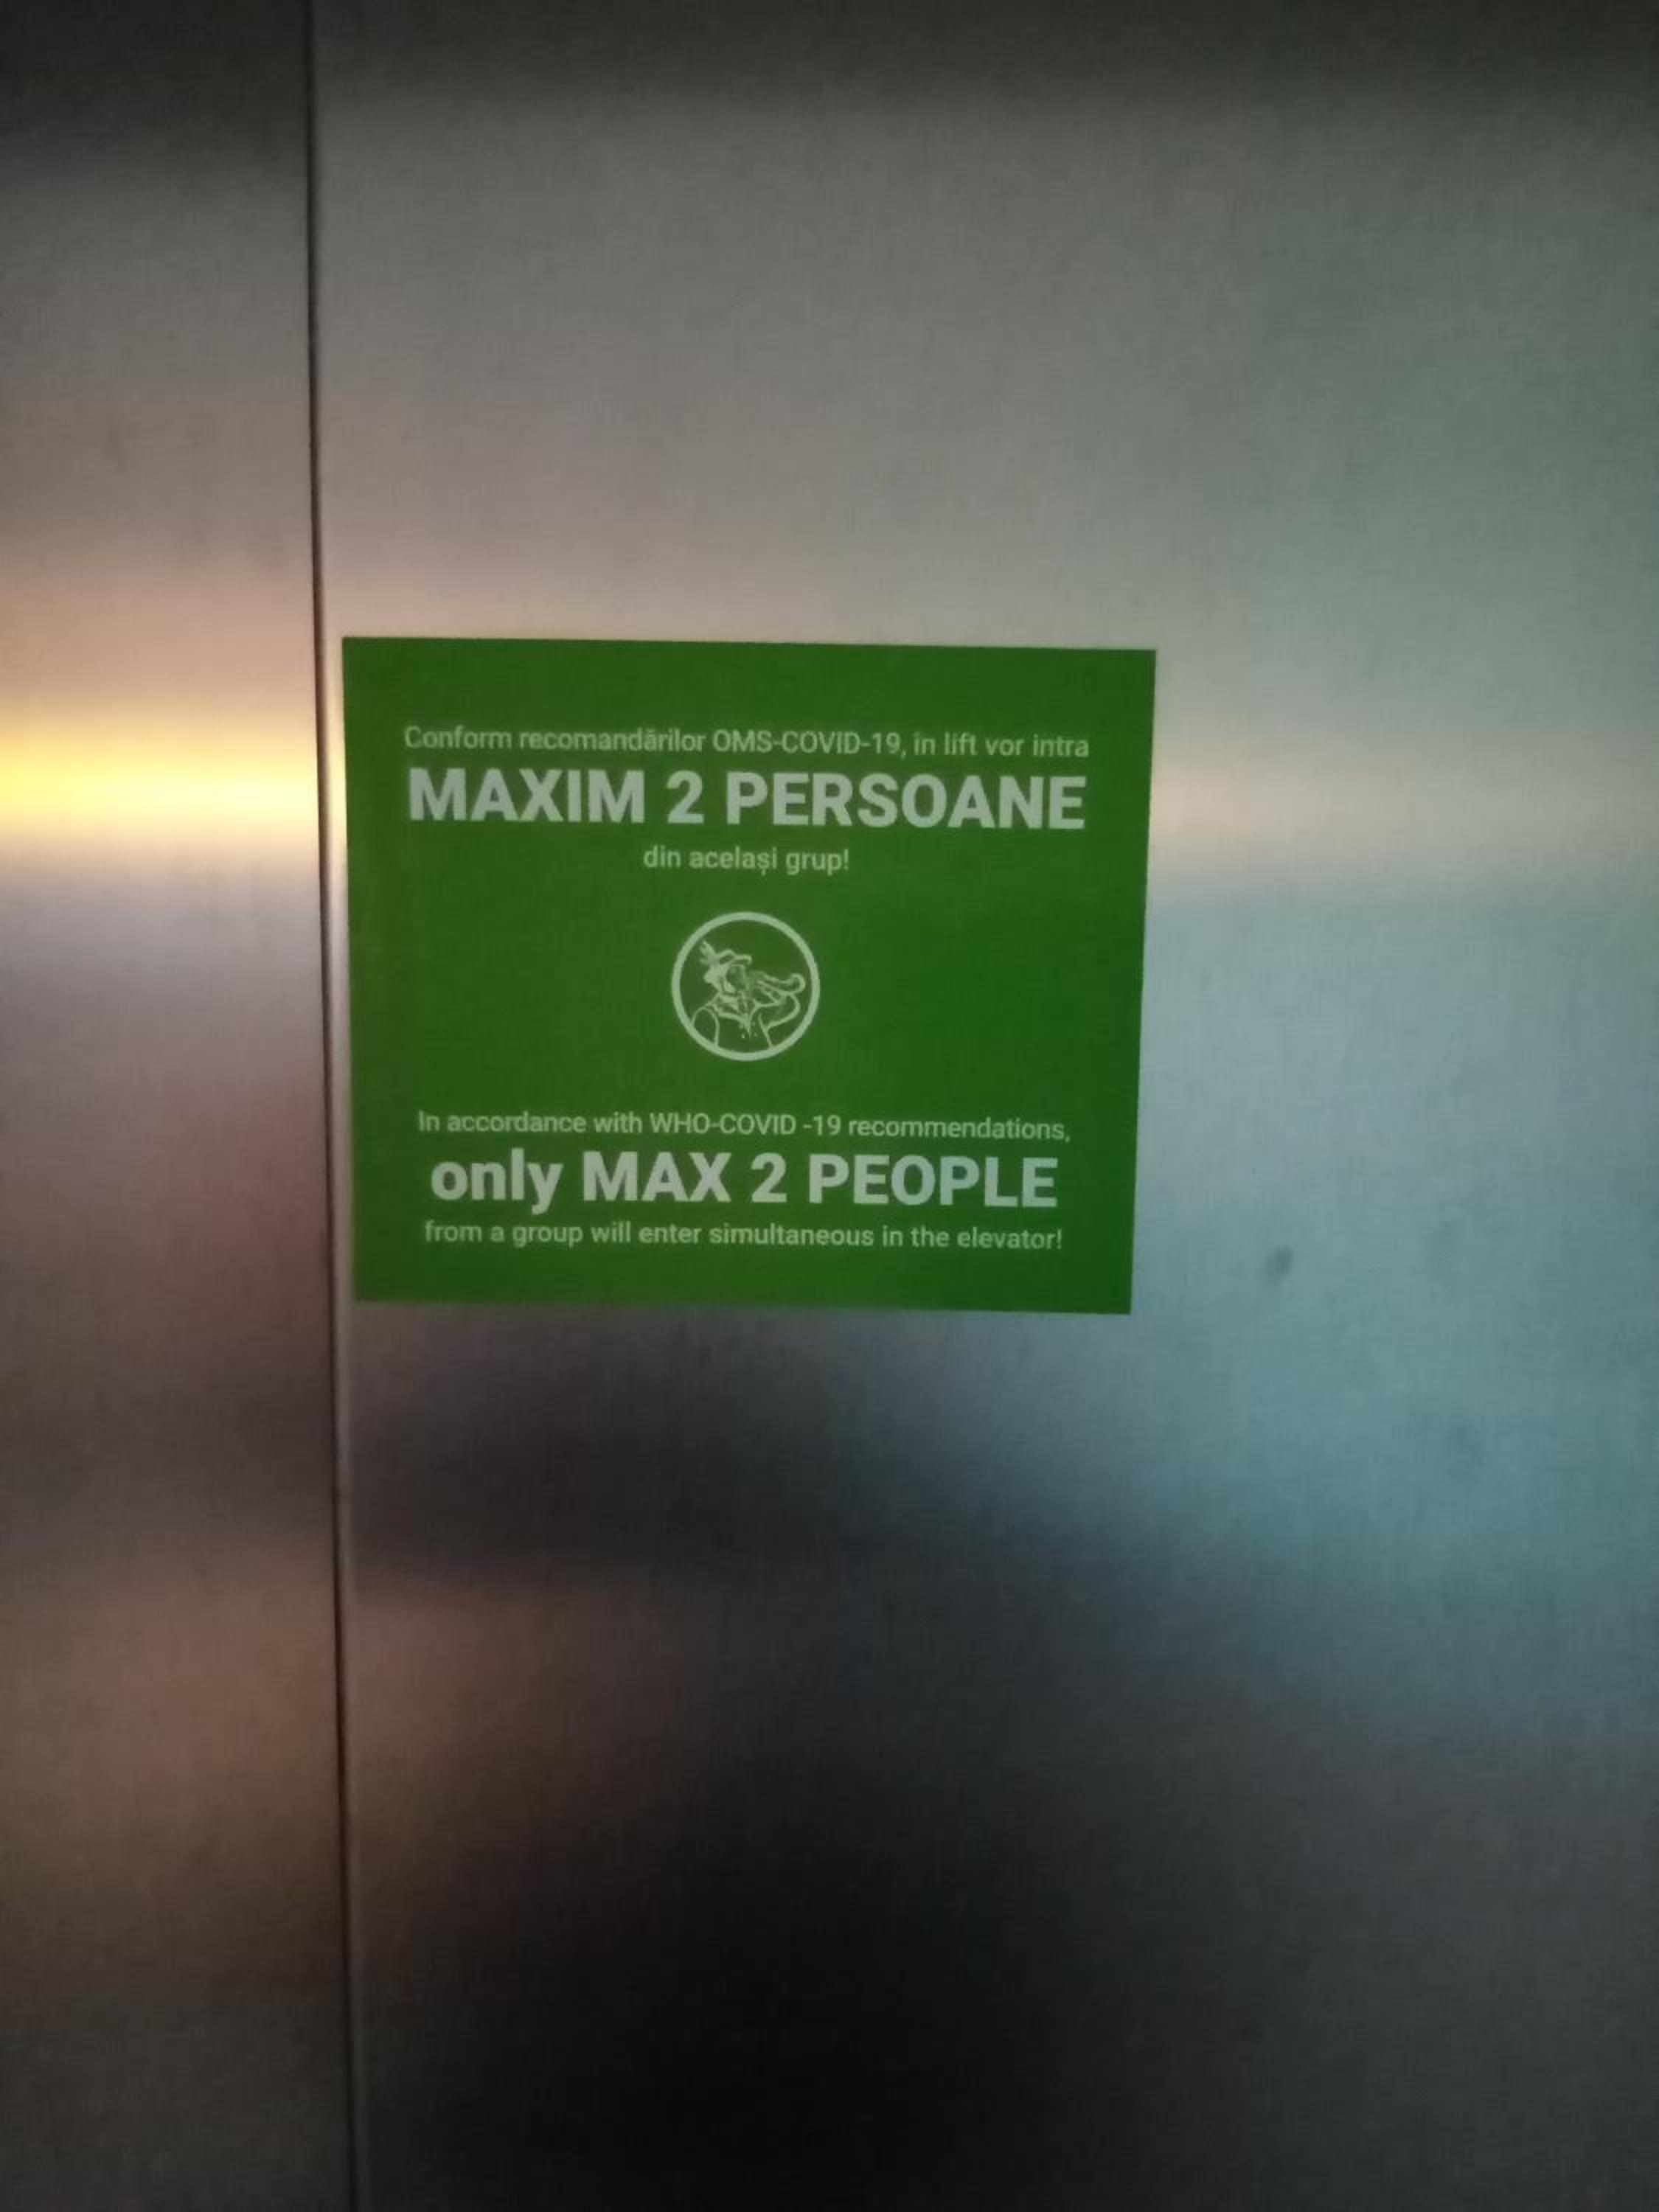 Conform recomandărilor OMS-COVID-19, în lift vor intra
MAXIM 2 PERSOANE
din același grup!
In accordance with WHO-COVID -19 recommendations,
only MAX 2 PEOPLE
from a group will enter simultaneous in the elevator!